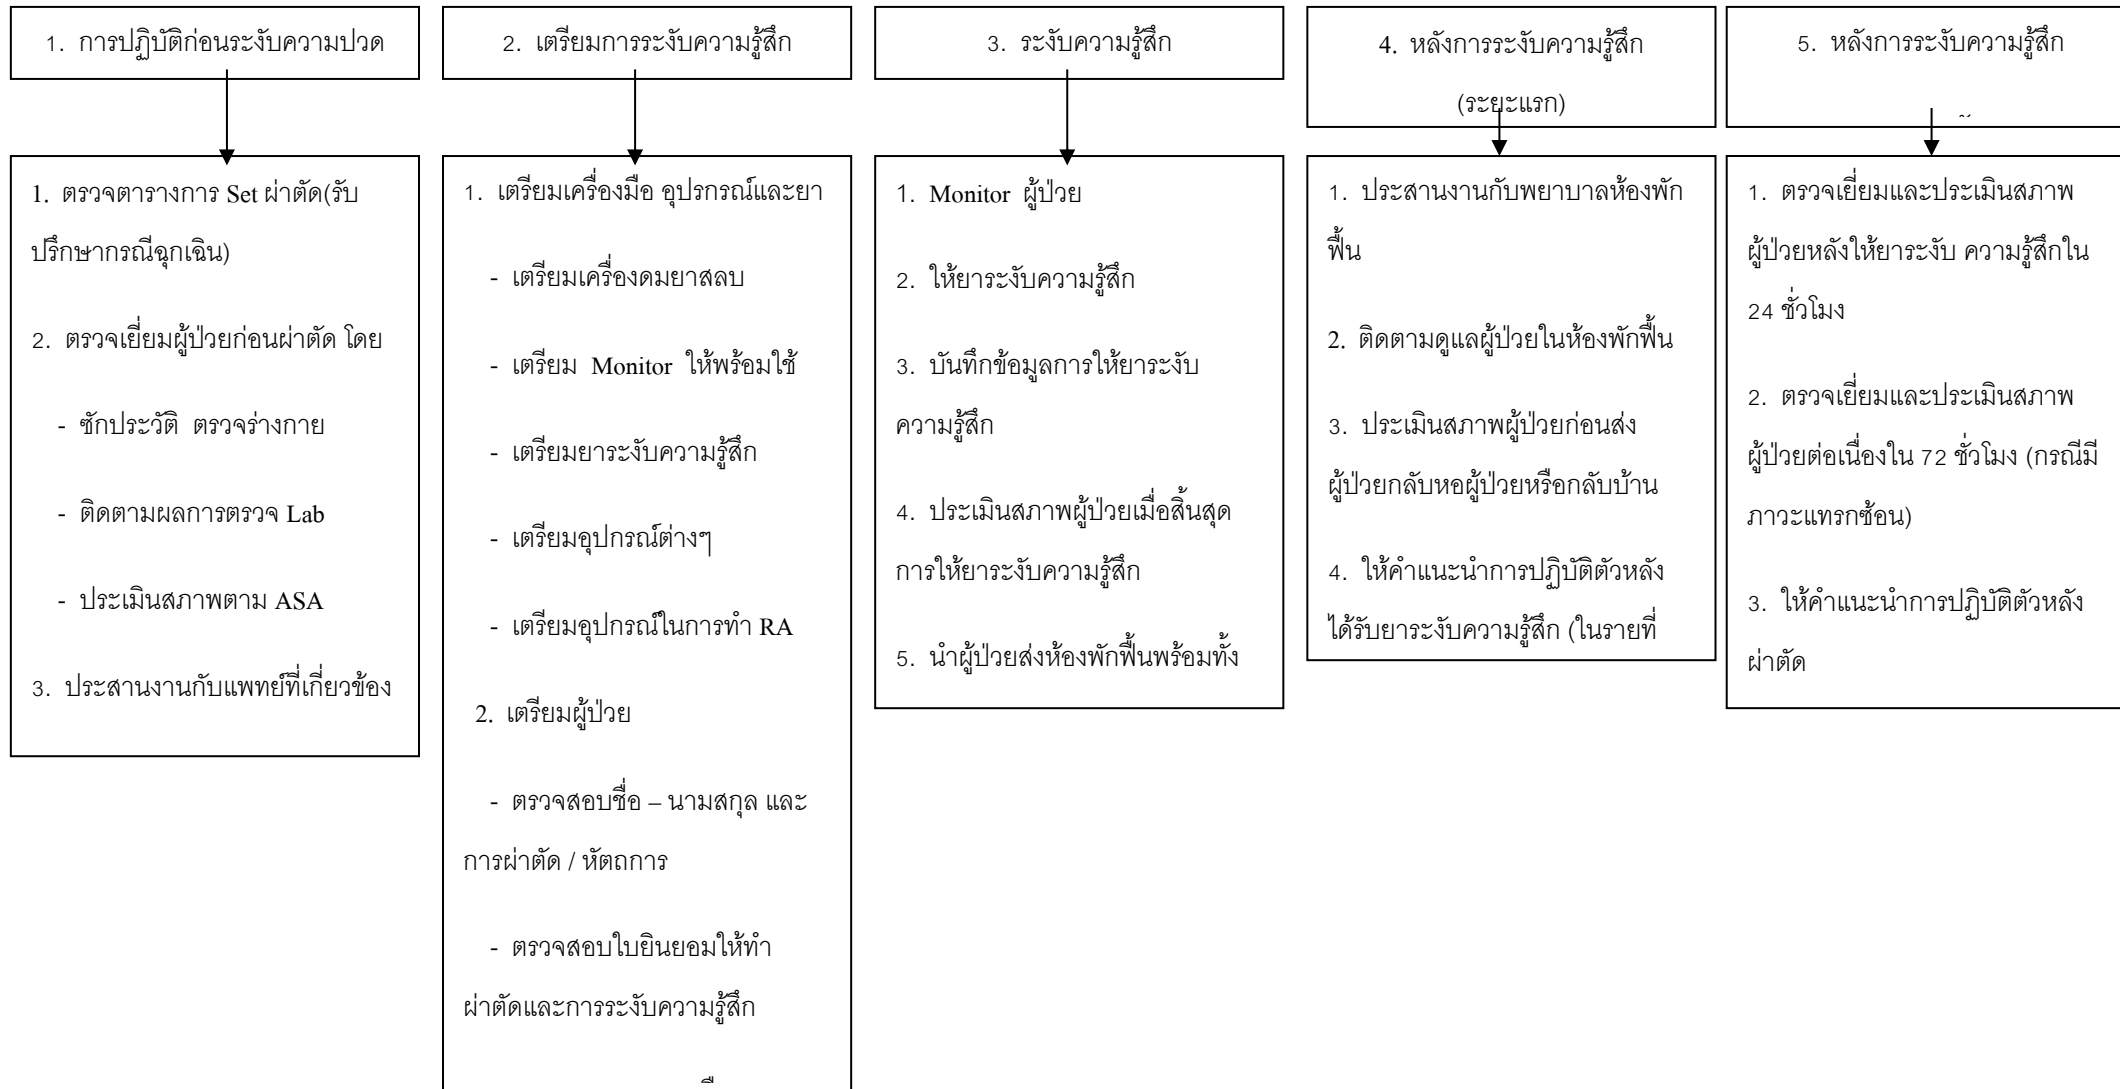 1. การปฏิบัติก่อนระงับความปวด
1. ตรวจตารางการ Set ผ่าตัด(รับ
ปรึกษากรณีฉุกเฉิน)
2. ตรวจเยี่ยมผู้ป่วยก่อนผ่าตัด โดย
- ซักประวัติ ตรวจร่างกาย
- ติดตามผลการตรวจ Lab
- ประเมินสภาพตาม ASA
3. ประสานงานกับแพทย์ที่เกี่ยวข้อง
2. เตรียมการระงับความรู้สึก
1. เตรียมเครื่องมือ อุปรกรณ์และยา
- เตรียมเครื่องดมยาสลบ
- เตรียม Monitor ให้พร้อมใช้
- เตรียมยาระงับความรู้สึก
- เตรียมอุปกรณ์ต่างๆ
- เตรียมอุปกรณ์ในการทำ RA
2. เตรียมผู้ป่วย
- ตรวจสอบชื่อ – นามสกุล และ
การผ่าตัด / หัตถการ
- ตรวจสอบใบยินยอมให้ทำ
ผ่าตัดและการระงับความรู้สึก
3. ระงับความรู้สึก
1. Monitor ผู้ป่วย
2. ให้ยาระงับความรู้สึก
3. บันทึกข้อมูลการให้ยาระงับ
ความรู้สึก
4. ประเมินสภาพผู้ป่วยเมื่อสิ้นสุด
การให้ยาระงับความรู้สึก
5. นำผู้ป่วยส่งห้องพักฟื้นพร้อมทั้ง
4. หลังการระงับความรู้สึก
(ระยะแรก)
1. ประสานงานกับพยาบาลห้องพัก
ฟื้น
2. ติดตามดูแลผู้ป่วยในห้องพักฟื้น
3. ประเมินสภาพผู้ป่วยก่อนส่ง
ผู้ป่วยกลับหอผู้ป่วยหรือกลับบ้าน
4. ให้คำแนะนำการปฏิบัติตัวหลัง
ได้รับยาระงับความรู้สึก (ในรายที่
5. หลังการระงับความรู้สึก
1. ตรวจเยี่ยมและประเมินสภาพ
ผู้ป่วยหลังให้ยาระงับ ความรู้สึกใน
24 ชั่วโมง
2. ตรวจเยี่ยมและประเมินสภาพ
ผู้ป่วยต่อเนื่องใน 72 ชั่วโมง (กรณีมี
ภาวะแทรกซ้อน)
3. ให้คำแนะนำการปฏิบัติตัวหลัง
ผ่าตัด